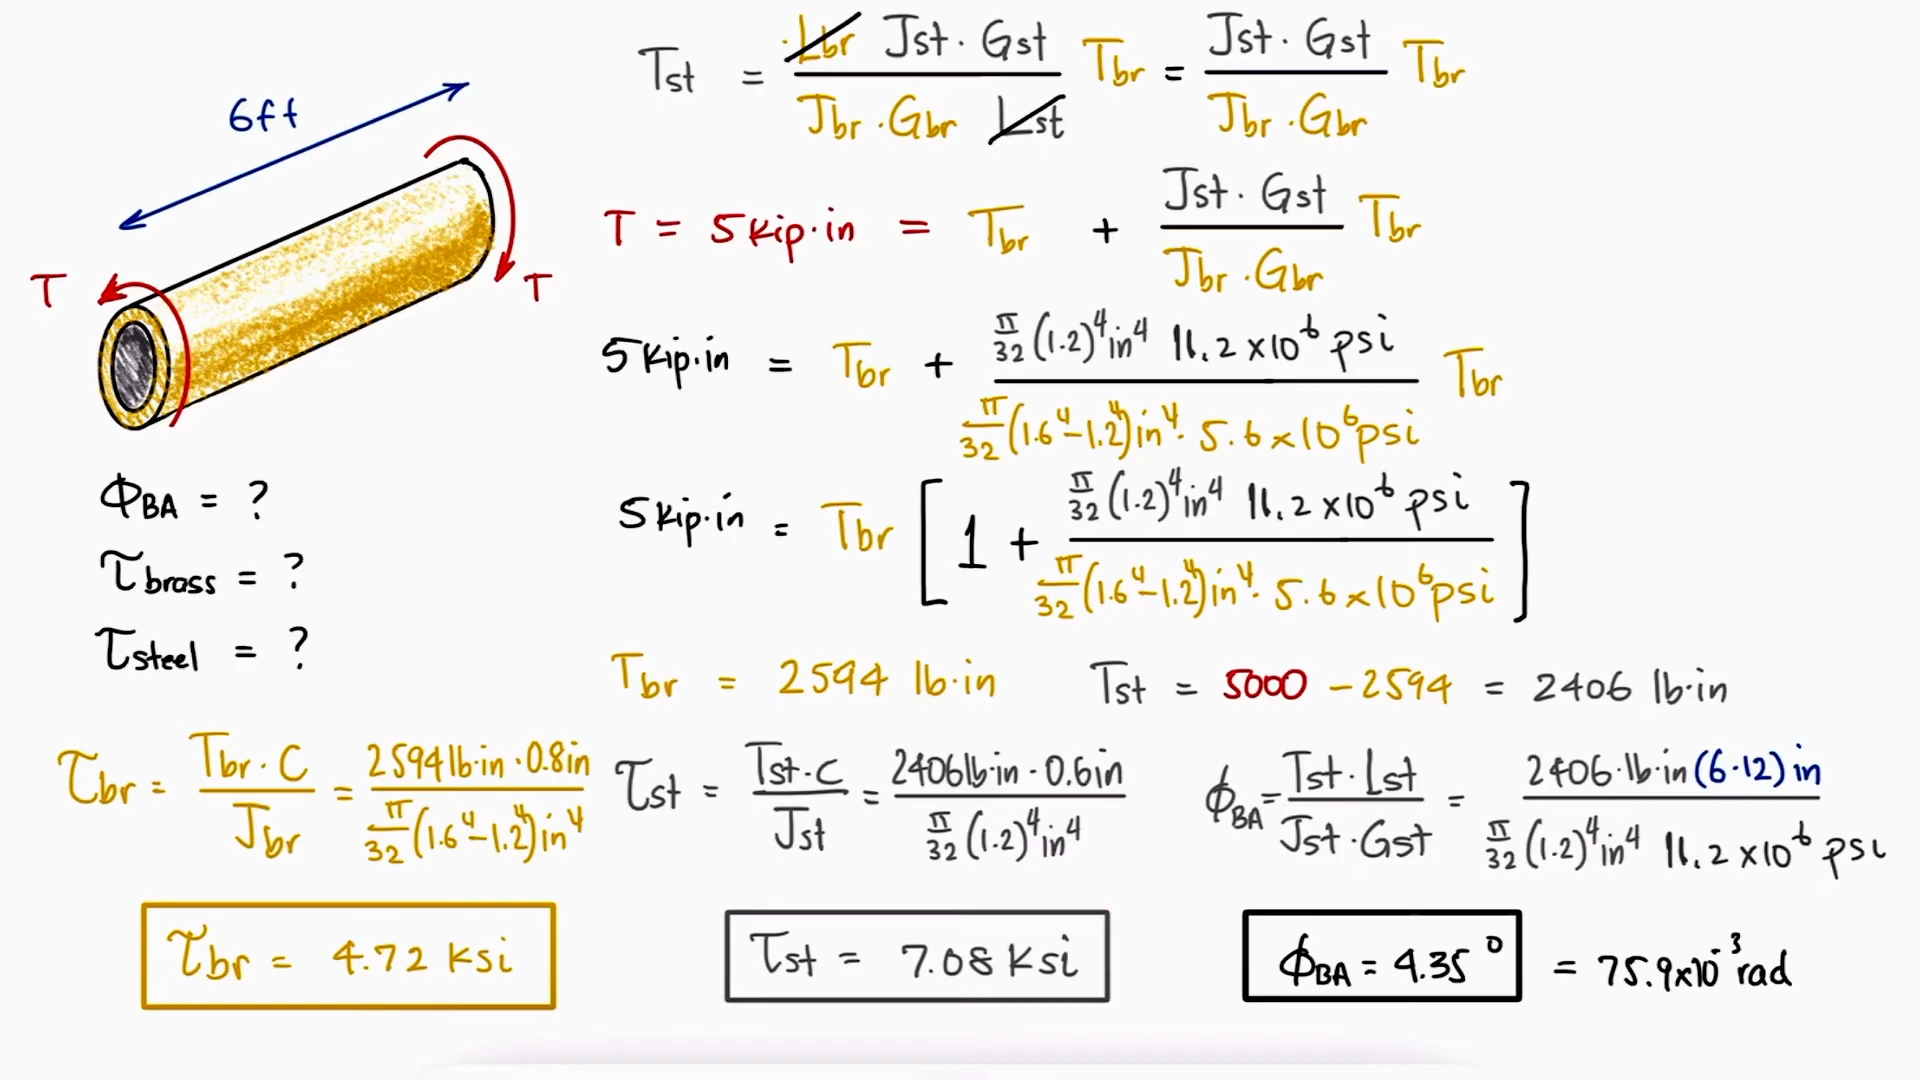 6ft
T
T
ΦBA = ?
τbrass = ?
τsteel = ?
Tst = ·Lbr Jst · Gst / Jbr · Gbr Lst Tbr = Jst · Gst / Jbr · Gbr Tbr
T = 5 kip·in = Tbr + Jst · Gst / Jbr · Gbr Tbr
5 kip·in = Tbr + π/32 (1.2)⁴ in⁴ 11.2 x10⁶ psi / π/32 (1.6⁴-1.2⁴) in⁴· 5.6 x10⁶ psi Tbr
5 kip·in = Tbr [ 1 + π/32 (1.2)⁴ in⁴ 11.2 x10⁶ psi / π/32 (1.6⁴-1.2⁴) in⁴· 5.6 x10⁶ psi ]
Tbr = 2594 lb·in Tst = 5000 - 2594 = 2406 lb·in
τbr = Tbr · C / Jbr = 2594 lb·in · 0.8in / π/32 (1.6⁴-1.2⁴) in⁴
τst = Tst · c / Jst = 2406 lb·in · 0.6in / π/32 (1.2)⁴ in⁴
ϕBA = Tst · Lst / Jst · Gst = 2406·lb·in (6·12) in / π/32 (1.2)⁴ in⁴ 11.2 x10⁶ psi
τbr = 4.72 ksi
τst = 7.08 ksi
ϕBA = 4.35° = 75.9x10⁻³ rad